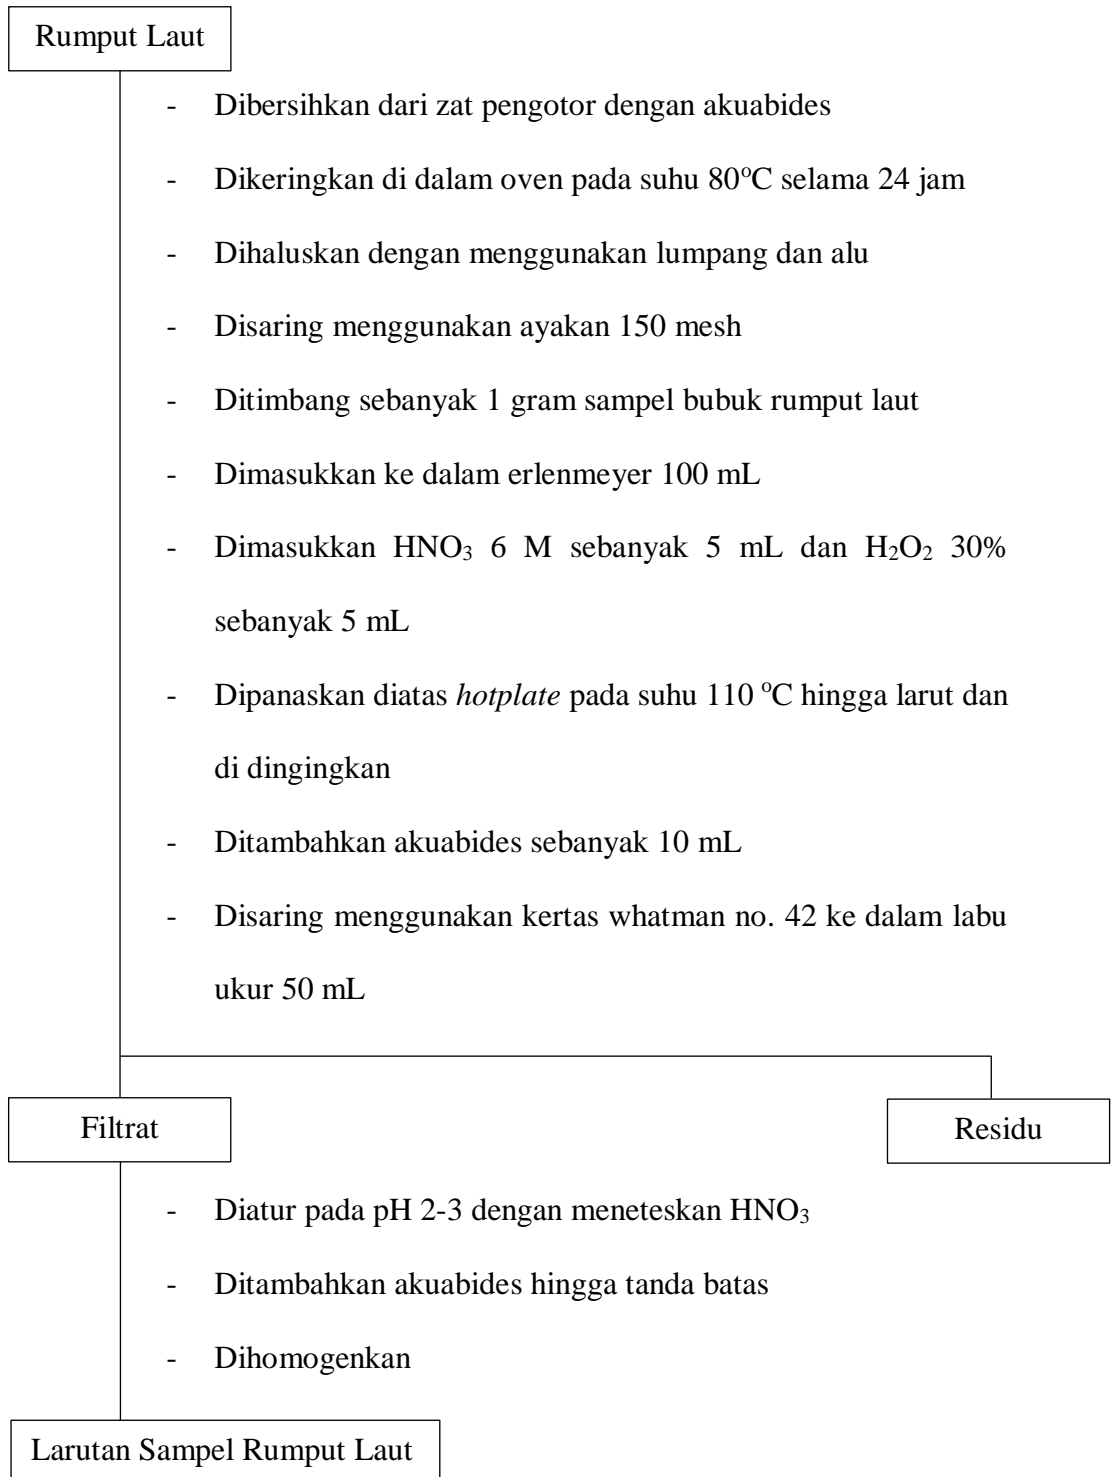 Rumput Laut
- Dibersihkan dari zat pengotor dengan akuabides
- Dikeringkan di dalam oven pada suhu 80°C selama 24 jam
- Dihaluskan dengan menggunakan lumpang dan alu
- Disaring menggunakan ayakan 150 mesh
- Ditimbang sebanyak 1 gram sampel bubuk rumput laut
- Dimasukkan ke dalam erlenmeyer 100 mL
- Dimasukkan HNO₃ 6 M sebanyak 5 mL dan H₂O₂ 30%
sebanyak 5 mL
- Dipanaskan diatas hotplate pada suhu 110 °C hingga larut dan
di dingingkan
- Ditambahkan akuabides sebanyak 10 mL
- Disaring menggunakan kertas whatman no. 42 ke dalam labu
ukur 50 mL
Filtrat
Residu
- Diatur pada pH 2-3 dengan meneteskan HNO₃
- Ditambahkan akuabides hingga tanda batas
- Dihomogenkan
Larutan Sampel Rumput Laut